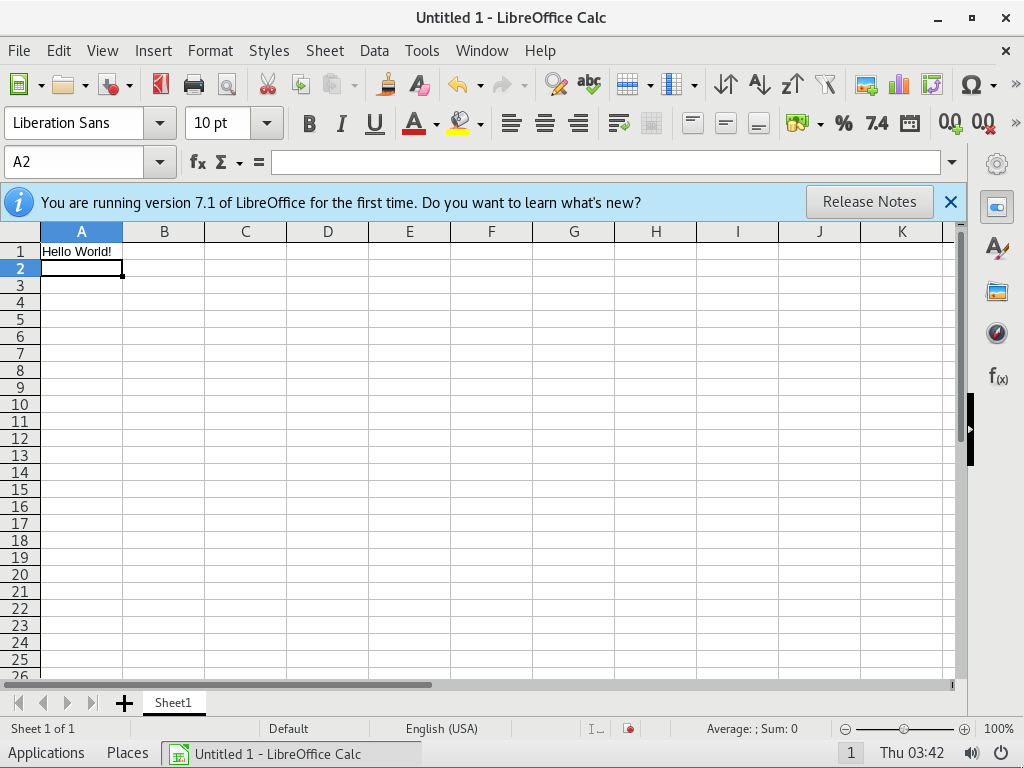 Untitled 1 - LibreOffice Calc
File Edit View Insert Format Styles Sheet Data Tools Window Help
Liberation Sans 10 pt B I U A % 7.4 0.0 0.0
A2 fx Σ =
You are running version 7.1 of LibreOffice for the first time. Do you want to learn what's new? Release Notes
A B C D E F G H I J K
1 Hello World!
2
3
4
5
6
7
8
9
10
11
12
13
14
15
16
17
18
19
20
21
22
23
24
25
26
Sheet1
Sheet 1 of 1 Default English (USA) Average: ; Sum: 0 100%
Applications Places Untitled 1 - LibreOffice Calc 1 Thu 03:42